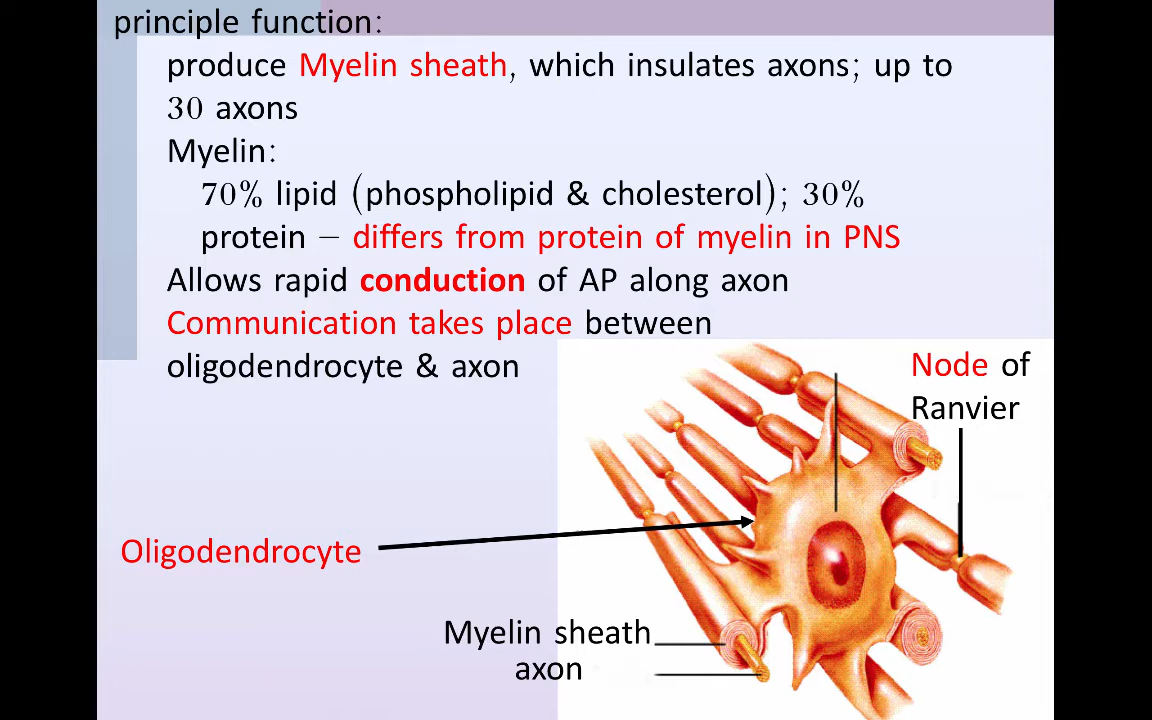 principle function:
produce Myelin sheath, which insulates axons; up to
30 axons
Myelin:
70% lipid (phospholipid & cholesterol); 30%
protein – differs from protein of myelin in PNS
Allows rapid conduction of AP along axon
Communication takes place between
oligodendrocyte & axon
Node of
Ranvier
Oligodendrocyte
Myelin sheath
axon